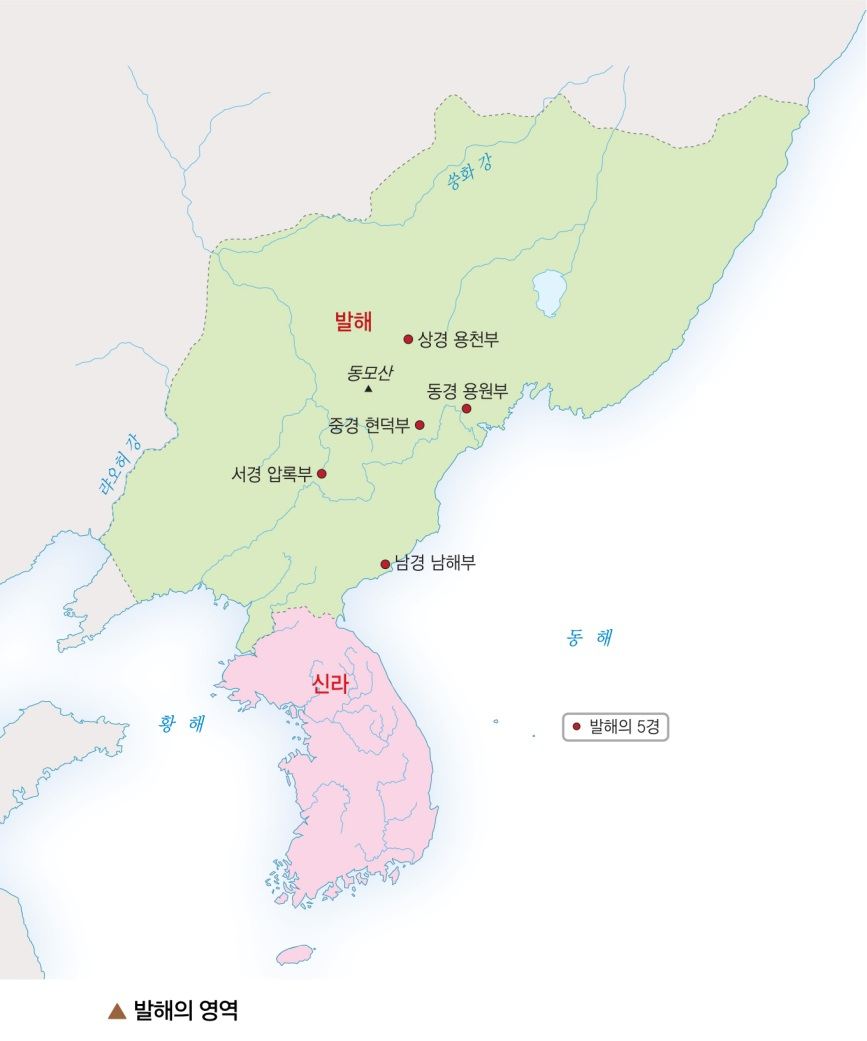 쑹화 강
발해
상경 용천부
동모산
동경 용원부
중경 현덕부
랴오허 강
서경 압록부
남경 남해부
동 해
신라
황 해
발해의 5경
발해의 영역